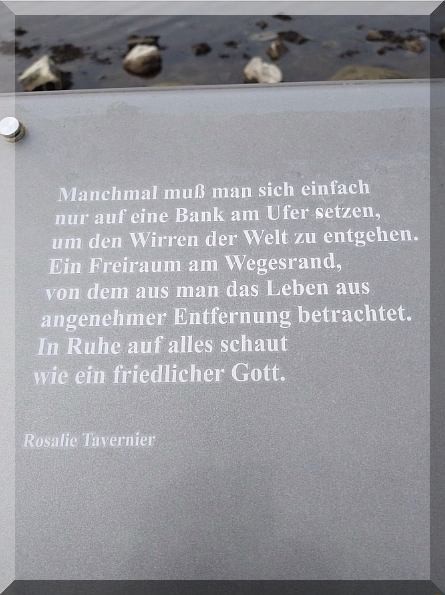 Manchmal muß man sich einfach
nur auf eine Bank am Ufer setzen,
um den Wirren der Welt zu entgehen.
Ein Freiraum am Wegesrand,
von dem aus man das Leben aus
angenehmer Entfernung betrachtet.
In Ruhe auf alles schaut
wie ein friedlicher Gott.
Rosalie Tavernier